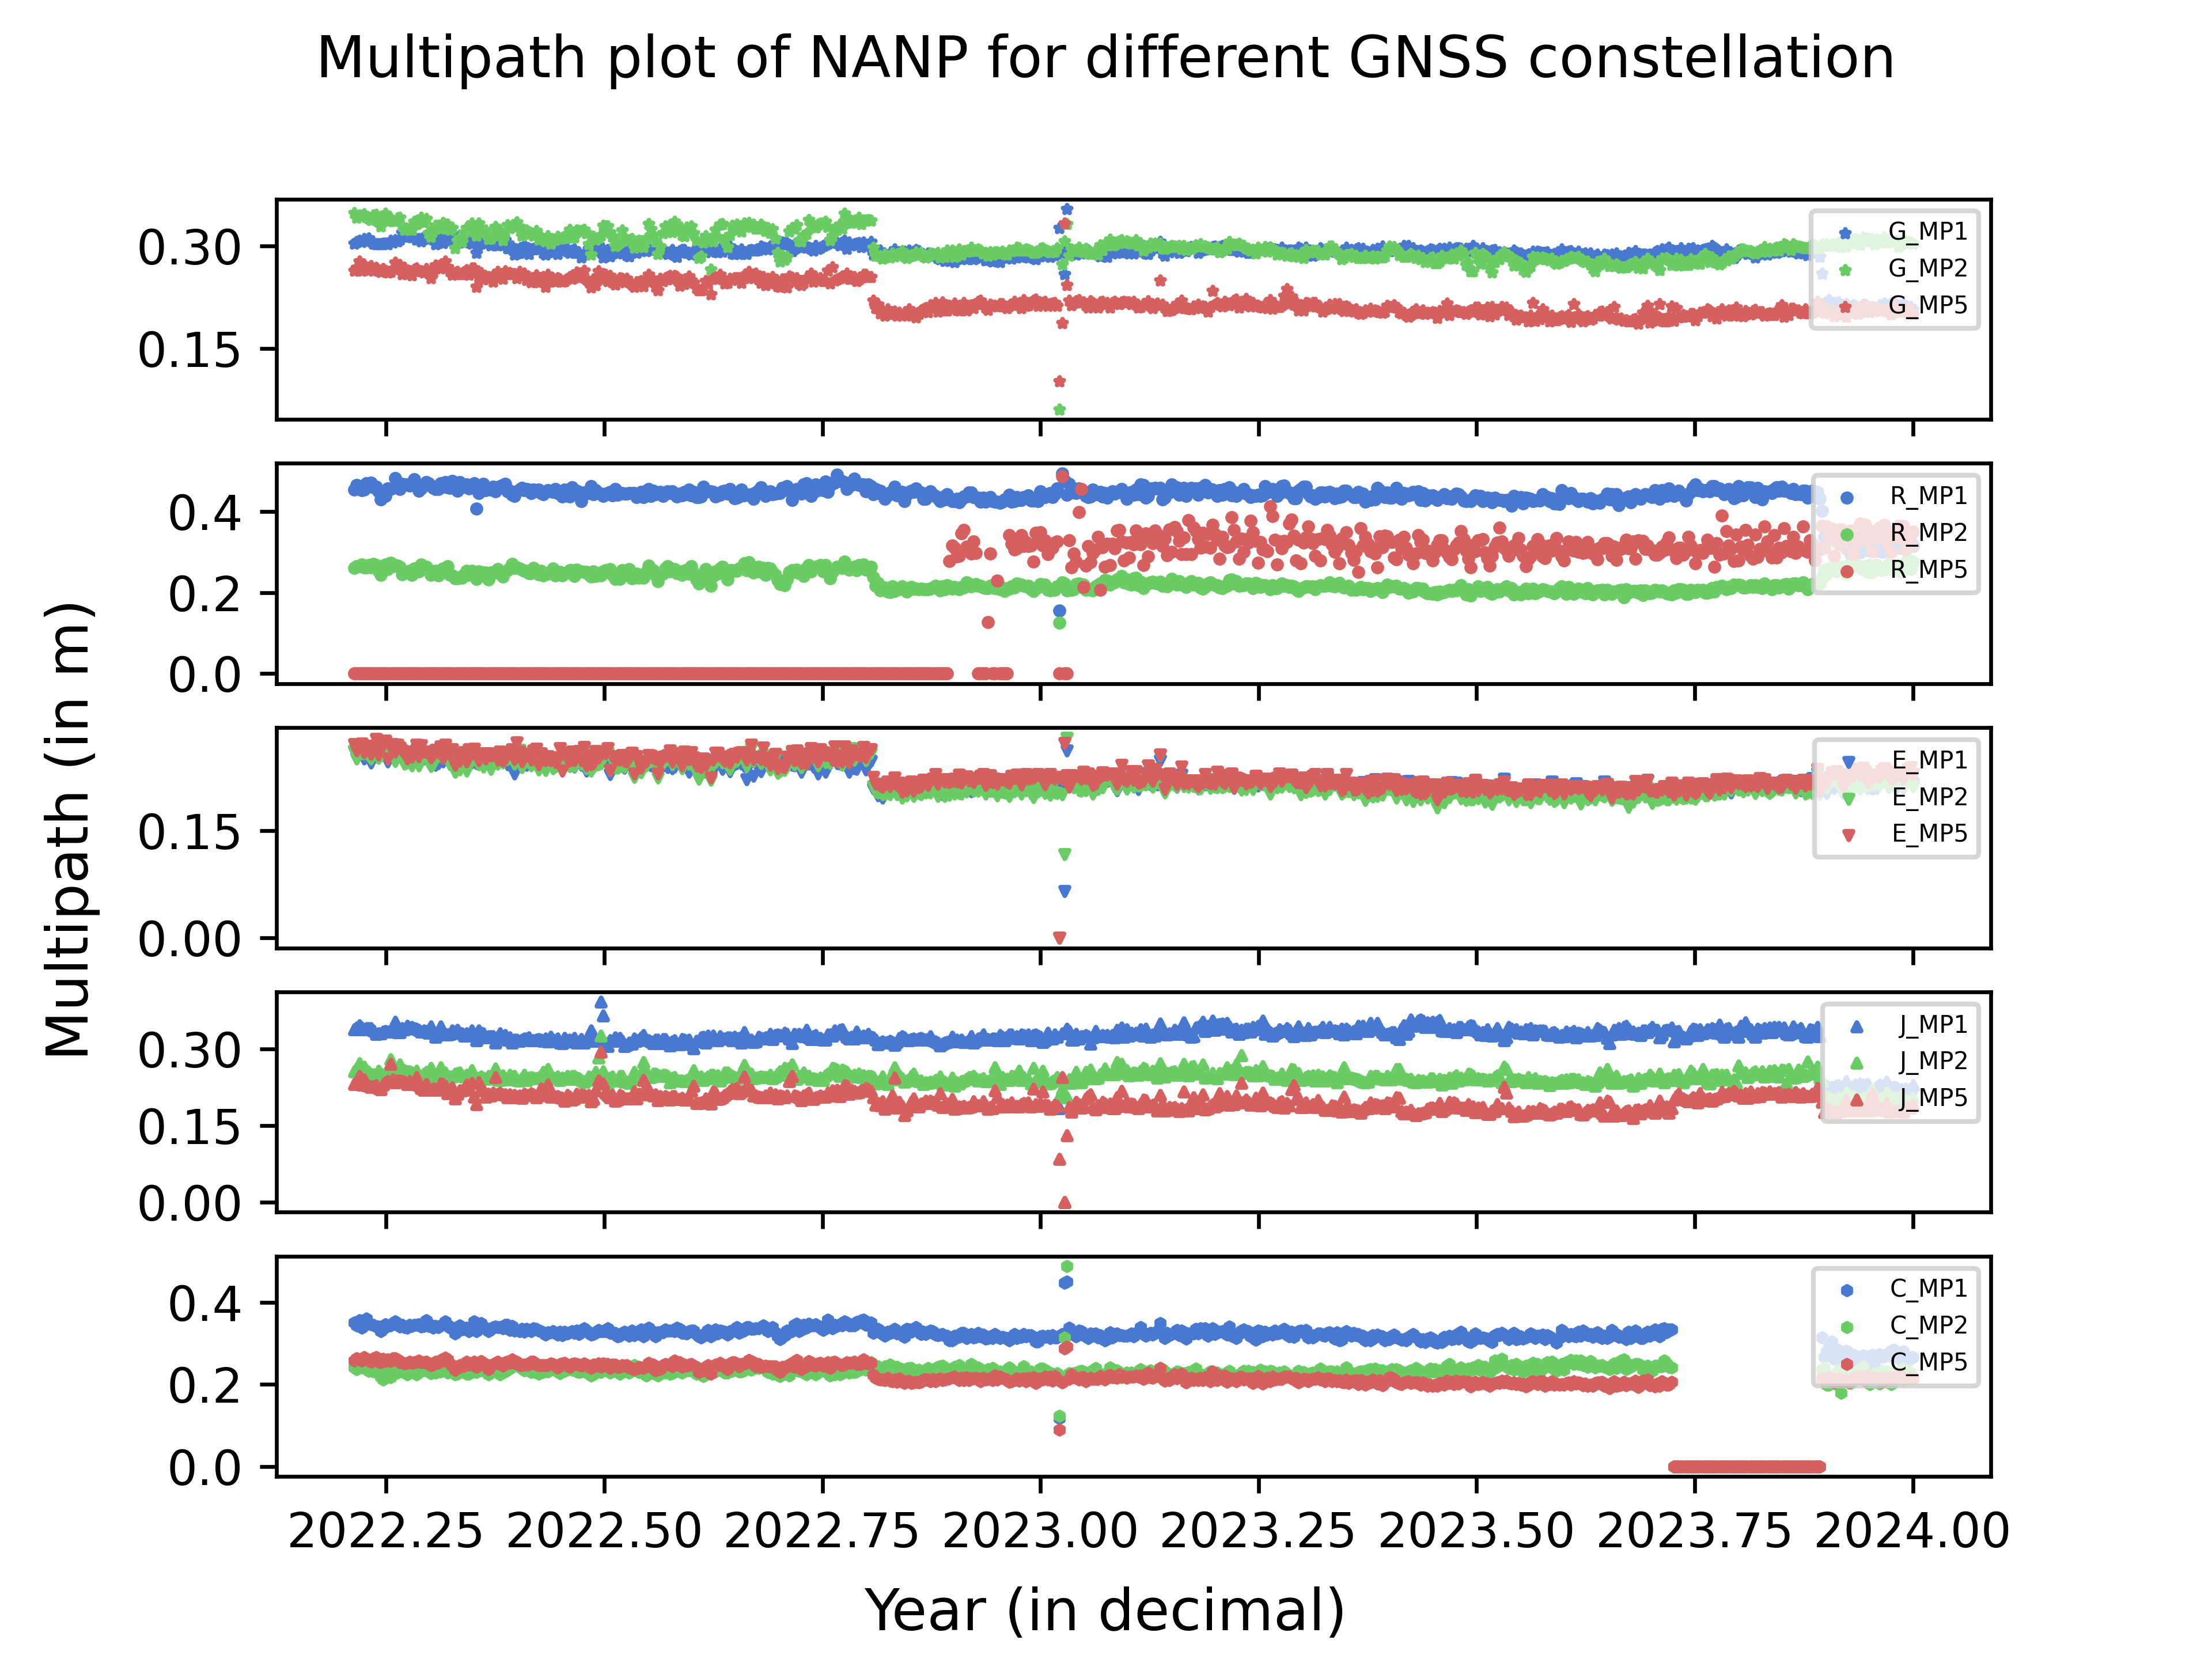 Multipath plot of NANP for different GNSS constellation
0.30
0.15
G_MP1
G_MP2
G_MP5
0.4
0.2
0.0
R_MP1
R_MP2
R_MP5
0.15
0.00
E_MP1
E_MP2
E_MP5
0.30
0.15
0.00
J_MP1
J_MP2
J_MP5
0.4
0.2
0.0
C_MP1
C_MP2
C_MP5
Multipath (in m)
2022.25 2022.50 2022.75 2023.00 2023.25 2023.50 2023.75 2024.00
Year (in decimal)